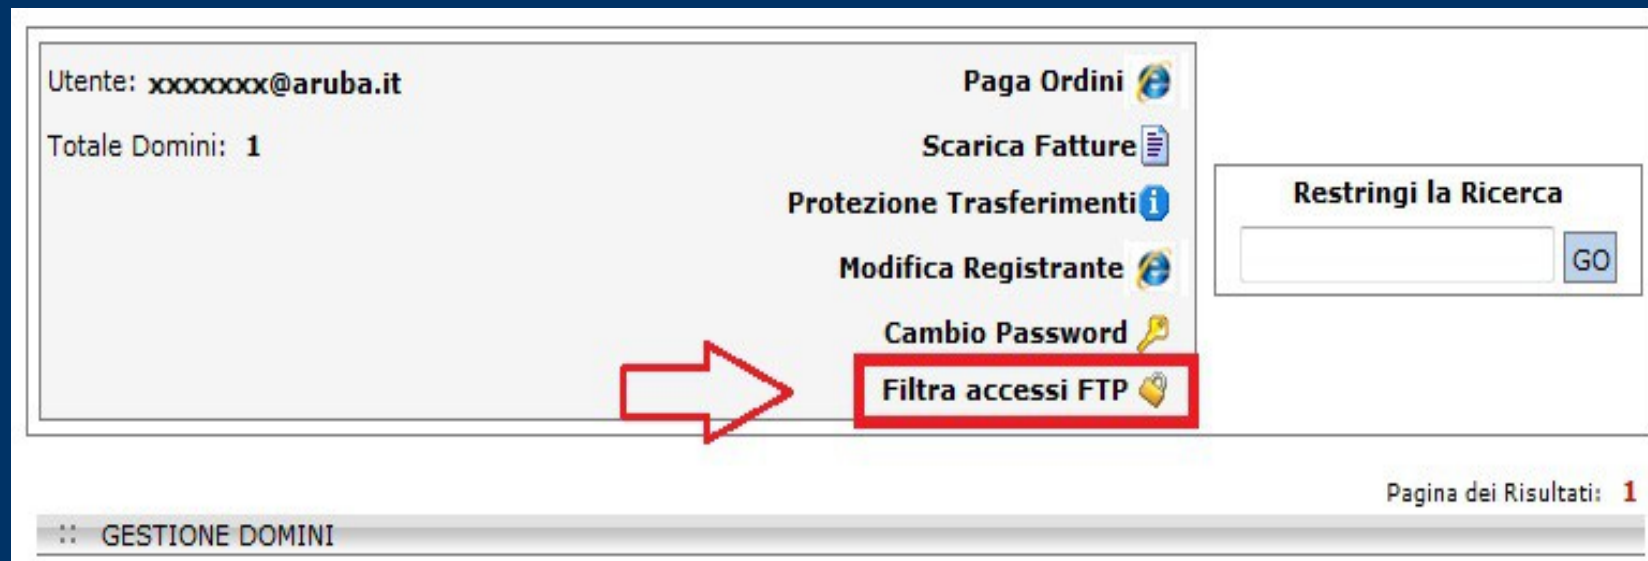 Utente: xxxxxxx@aruba.it
Totale Domini: 1
Paga Ordini
Scarica Fatture
Protezione Trasferimenti
Modifica Registrante
Cambio Password
Filtra accessi FTP
Restringi la Ricerca
GO
Pagina dei Risultati: 1
:: GESTIONE DOMINI